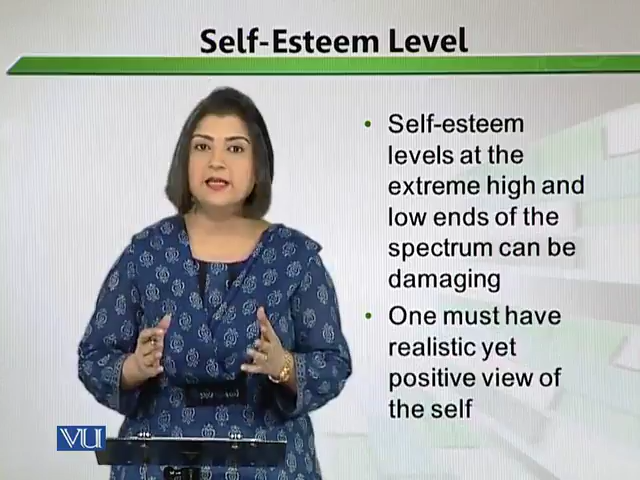 Self-Esteem Level
• Self-esteem
levels at the
extreme high and
low ends of the
spectrum can be
damaging
• One must have
realistic yet
positive view of
the self
VU